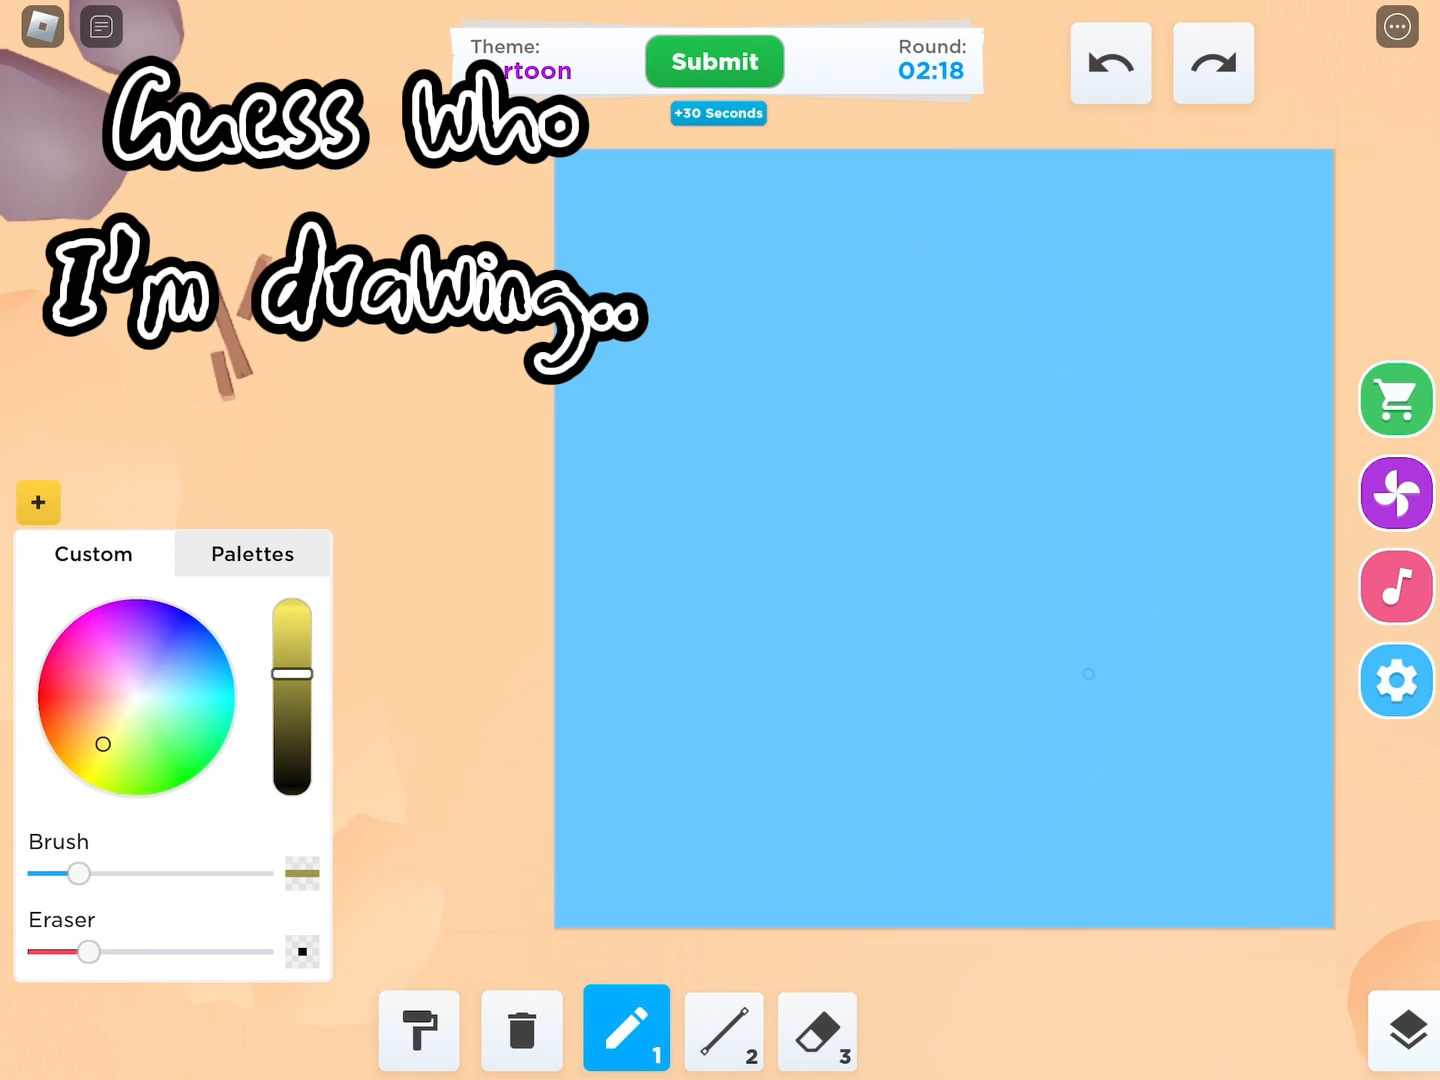 Theme:
rtoon
Submit
Round:
02:18
+30 Seconds
Guess Who
I'm drawing..
+
Custom
Palettes
Brush
Eraser
1
2
3